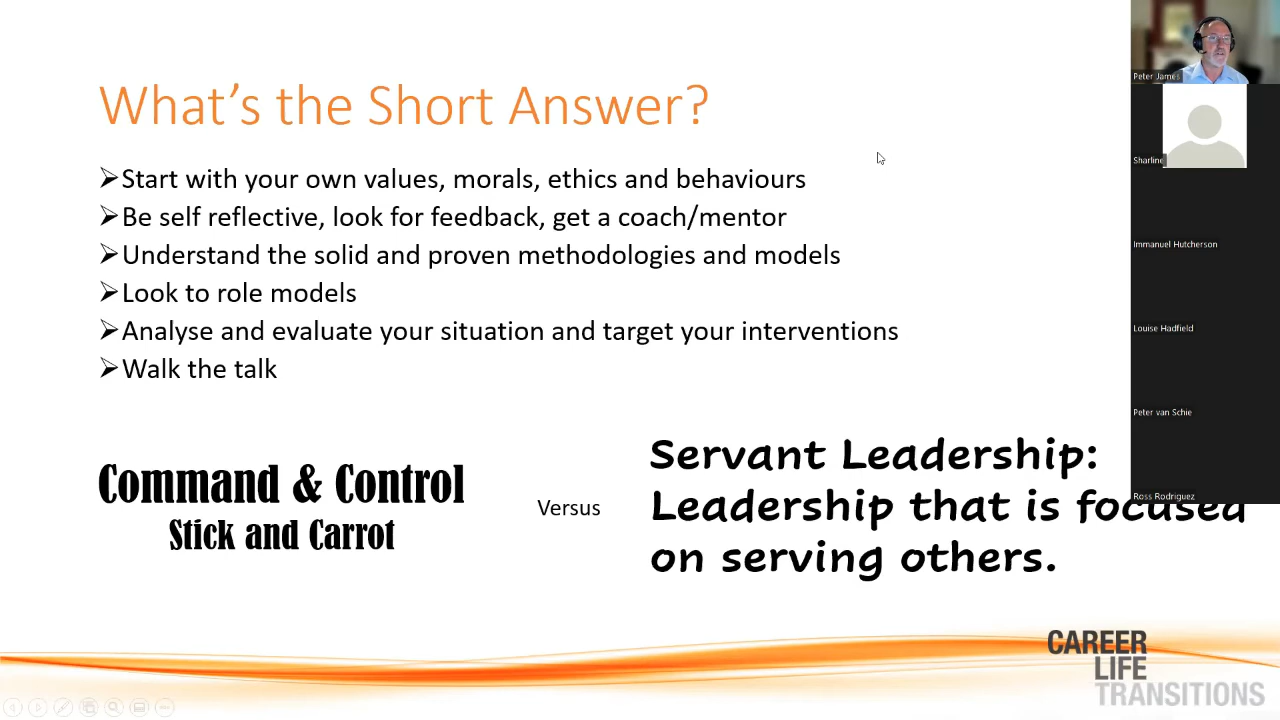 What's the Short Answer?
➢Start with your own values, morals, ethics and behaviours
➢Be self reflective, look for feedback, get a coach/mentor
➢Understand the solid and proven methodologies and models
➢Look to role models
➢Analyse and evaluate your situation and target your interventions
➢Walk the talk
Command & Control
Stick and Carrot
Versus
Servant Leadership:
Leadership that is focused
on serving others.
CAREER
LIFE
TRANSITIONS
Peter James
Sharline
Immanuel Hutcherson
Louise Hadfield
Peter van Schie
Ross Rodriguez